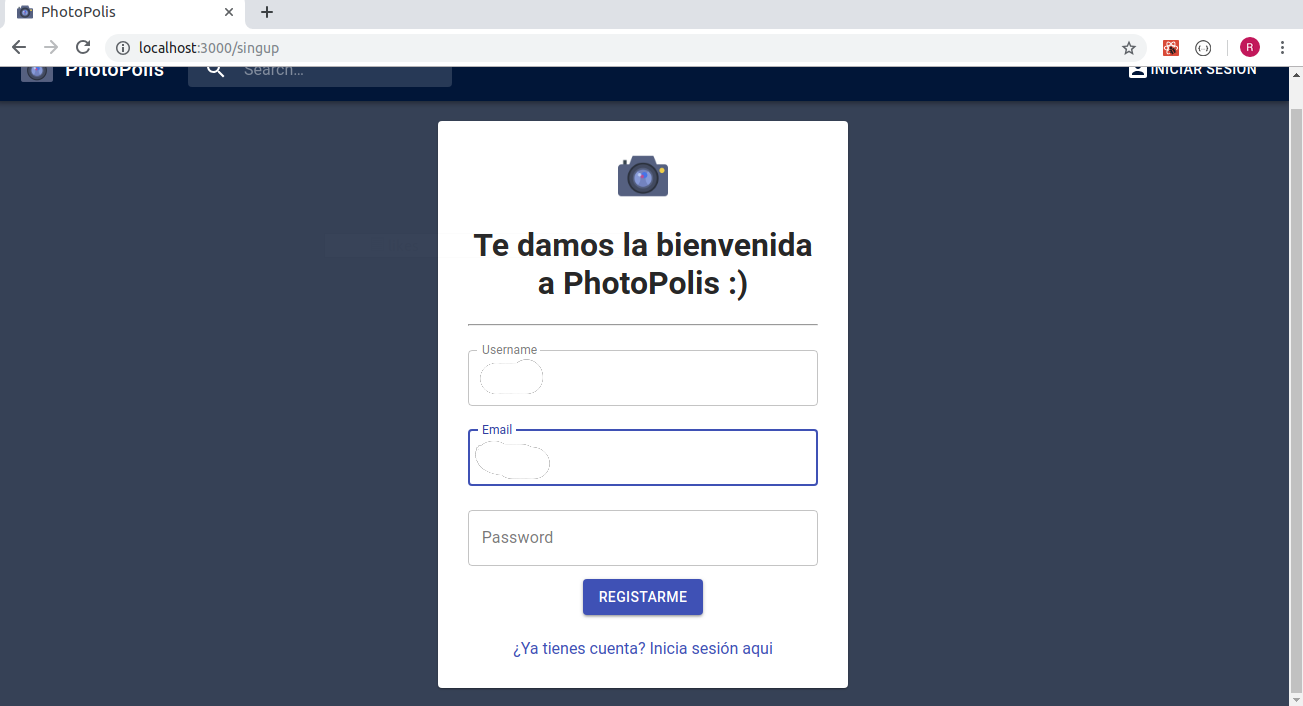 PhotoPolis
localhost:3000/singup
R
PhotoPolis
Search...
INICIAR SESIÓN
Te damos la bienvenida
a PhotoPolis :)
Username
Email
Password
REGISTARME
¿Ya tienes cuenta? Inicia sesión aqui